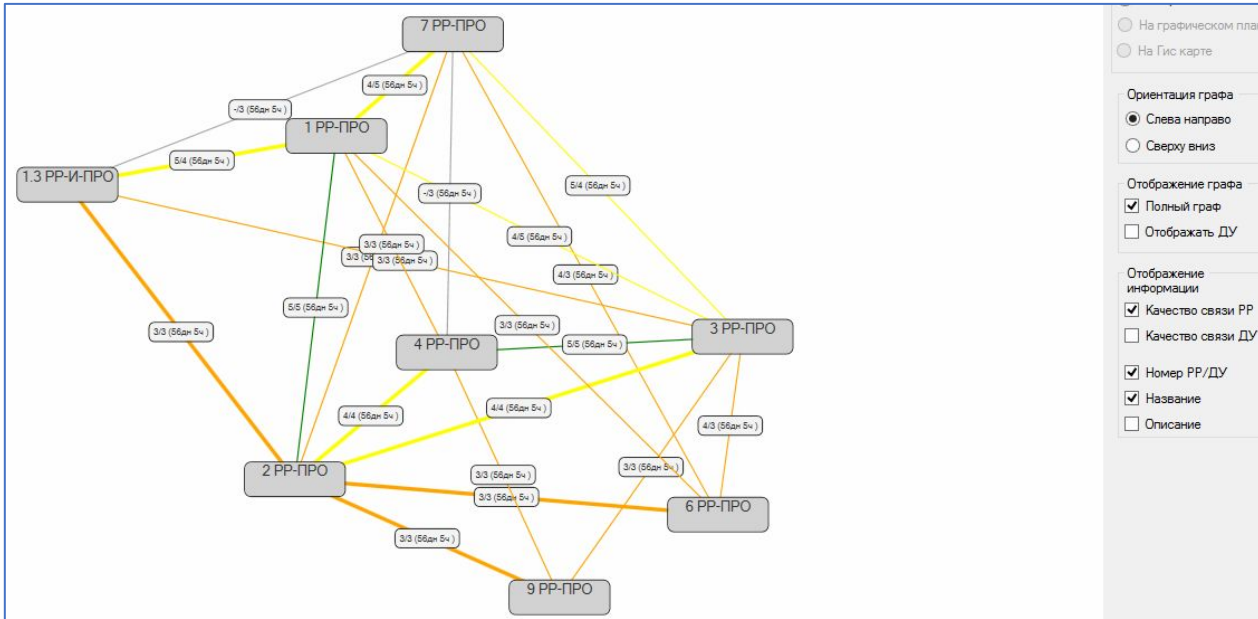 7 РР-ПРО
4/5 (56дн 5ч )
-/3 (56дн 5ч )
1 РР-ПРО
5/4 (56дн 5ч )
1.3 РР-И-ПРО
-/3 (56дн 5ч )
5/4 (56дн 5ч )
4/5 (56дн 5ч )
3/3 (56дн 5ч )
3/3 (56
3/3 (56дн 5ч )
4/3 (56дн 5ч )
5/5 (56дн 5ч )
3/3 (56дн 5ч )
3/3 (56дн 5ч )
3 РР-ПРО
4 РР-ПРО
5/5 (56дн 5ч )
4/4 (56дн 5ч )
4/4 (56дн 5ч )
4/3 (56дн 5ч )
2 РР-ПРО
3/3 (56дн 5ч )
3/3 (56дн 5ч )
3/3 (56дн 5ч )
6 РР-ПРО
3/3 (56дн 5ч )
9 РР-ПРО
На графическом пла
На Гис карте
Ориентация графа
Слева направо
Сверху вниз
Отображение графа
Полный граф
Отображать ДУ
Отображение
информации
Качество связи РР
Качество связи ДУ
Номер РР/ДУ
Название
Описание